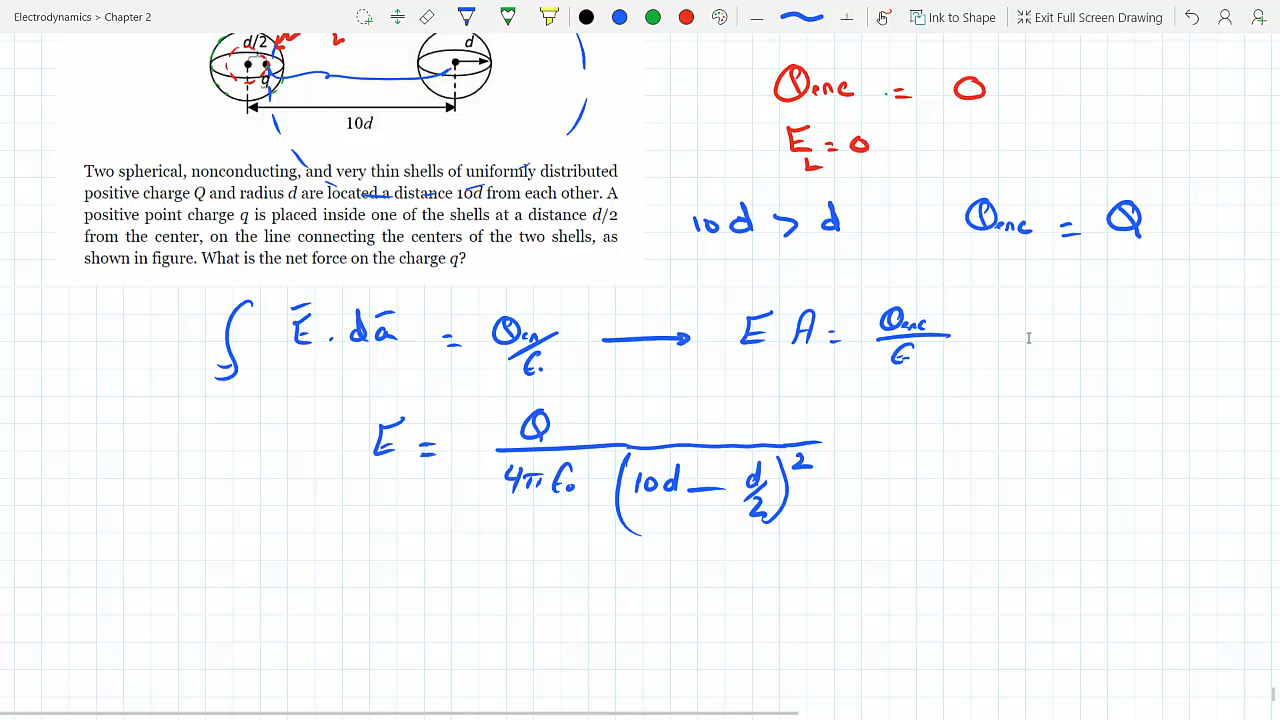 Electrodynamics > Chapter 2
Ink to Shape
Exit Full Screen Drawing
d/2
d
q
10d
Two spherical, nonconducting, and very thin shells of uniformly distributed
positive charge Q and radius d are located a distance 10d from each other. A
positive point charge q is placed inside one of the shells at a distance d/2
from the center, on the line connecting the centers of the two shells, as
shown in figure. What is the net force on the charge q?
Qenc = 0
EL = 0
10d > d Qenc = Q
∫ E̅ . da̅ = Qen/ϵ₀ ⟶ E A = Qenc/ϵ
E = Q / 4π ϵ₀ (10d − d/2)²